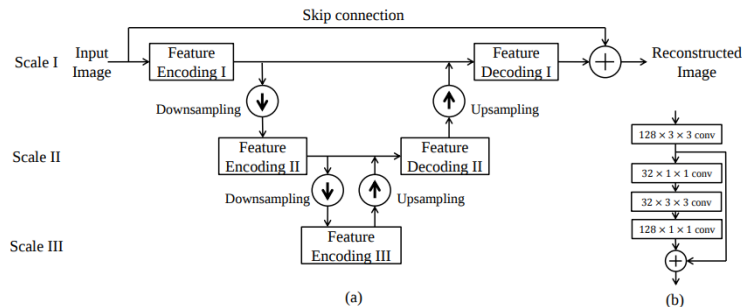 Skip connection
Scale I
Input
Image
Feature
Encoding I
Feature
Decoding I
Reconstructed
Image
Downsampling
Upsampling
Scale II
Feature
Encoding II
Feature
Decoding II
Downsampling
Upsampling
Scale III
Feature
Encoding III
(a)
128 × 3 × 3 conv
32 × 1 × 1 conv
32 × 3 × 3 conv
128 × 1 × 1 conv
(b)